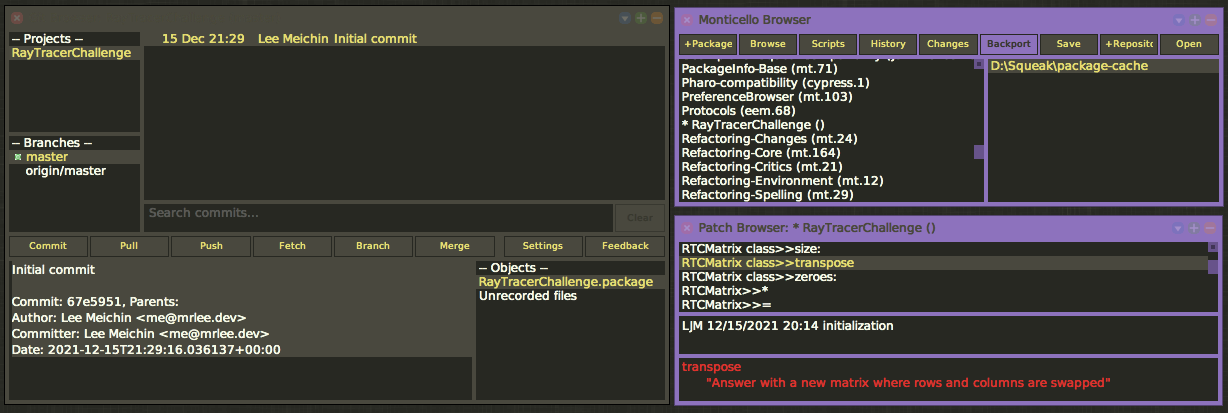 -- Projects --
RayTracerChallenge
15 Dec 21:29 Lee Meichin Initial commit
-- Branches --
master
origin/master
Search commits...
Clear
Commit Pull Push Fetch Branch Merge Settings Feedback
Initial commit
Commit: 67e5951, Parents:
Author: Lee Meichin <me@mrlee.dev>
Committer: Lee Meichin <me@mrlee.dev>
Date: 2021-12-15T21:29:16.036137+00:00
-- Objects --
RayTracerChallenge.package
Unrecorded files
Monticello Browser
+Package Browse Scripts History Changes Backport Save +Reposito Open
PackageInfo-Base (mt.71)
Pharo-compatibility (cypress.1)
PreferenceBrowser (mt.103)
Protocols (eem.68)
* RayTracerChallenge ()
Refactoring-Changes (mt.24)
Refactoring-Core (mt.164)
Refactoring-Critics (mt.21)
Refactoring-Environment (mt.12)
Refactoring-Spelling (mt.29)
D:\Squeak\package-cache
Patch Browser: * RayTracerChallenge ()
RTCMatrix class>>size:
RTCMatrix class>>transpose
RTCMatrix class>>zeroes:
RTCMatrix>>*
RTCMatrix>>=
LJM 12/15/2021 20:14 initialization
transpose
"Answer with a new matrix where rows and columns are swapped"